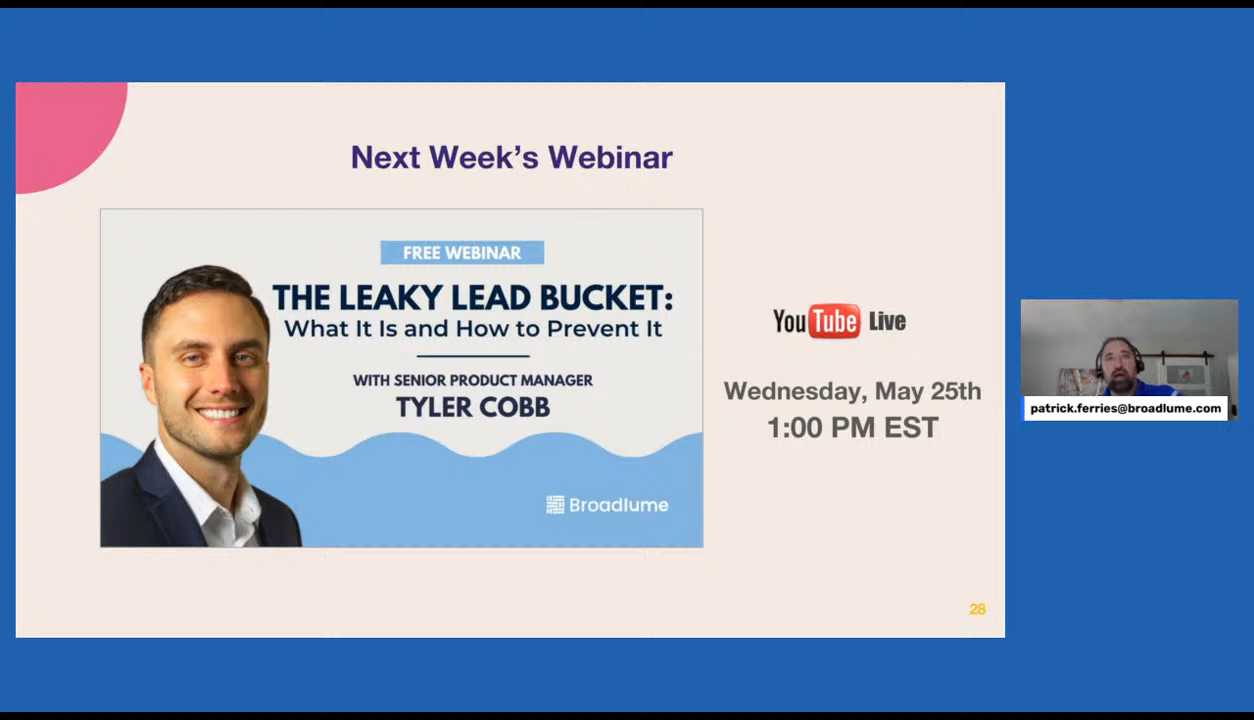 Next Week's Webinar
FREE WEBINAR
THE LEAKY LEAD BUCKET:
What It Is and How to Prevent It
WITH SENIOR PRODUCT MANAGER
TYLER COBB
Broadlume
YouTube Live
Wednesday, May 25th
1:00 PM EST
28
patrick.ferries@broadlume.com